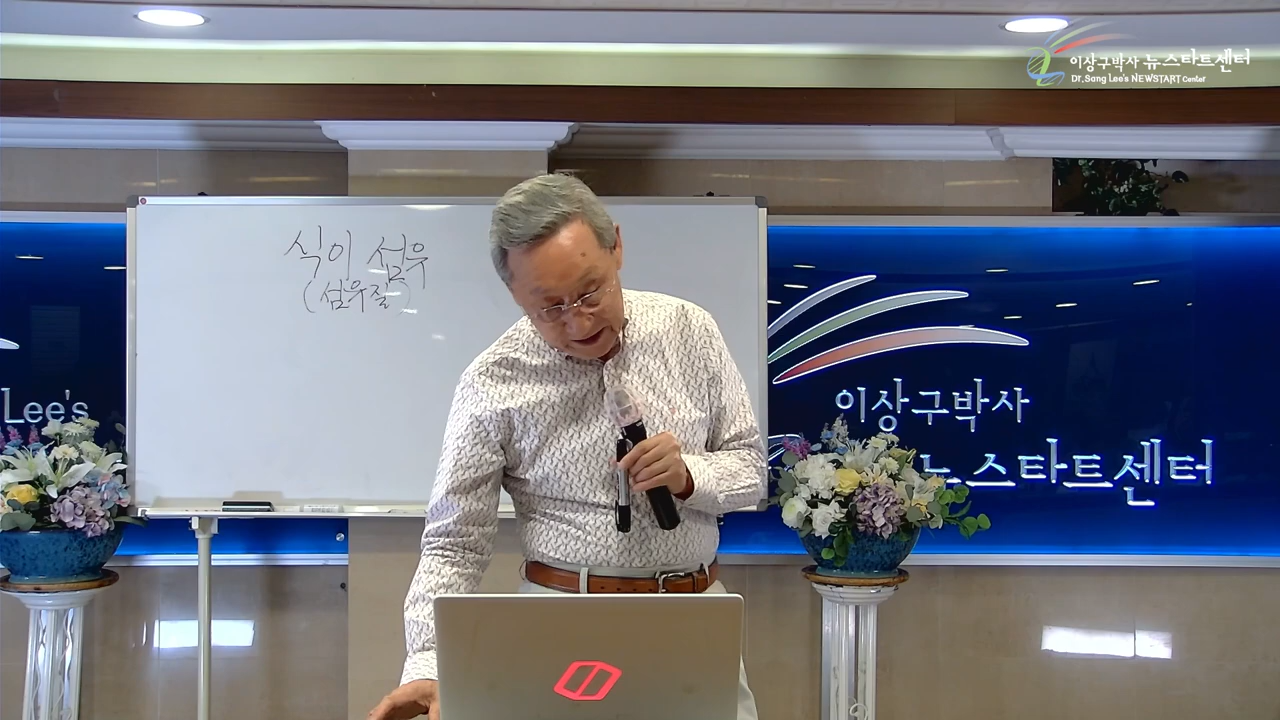 이상구박사 뉴스타트센터
Dr. Sang Lee's NEWSTART Center
식이 섬유
(섬유질)
Lee's
이상구박사
뉴스타트센터